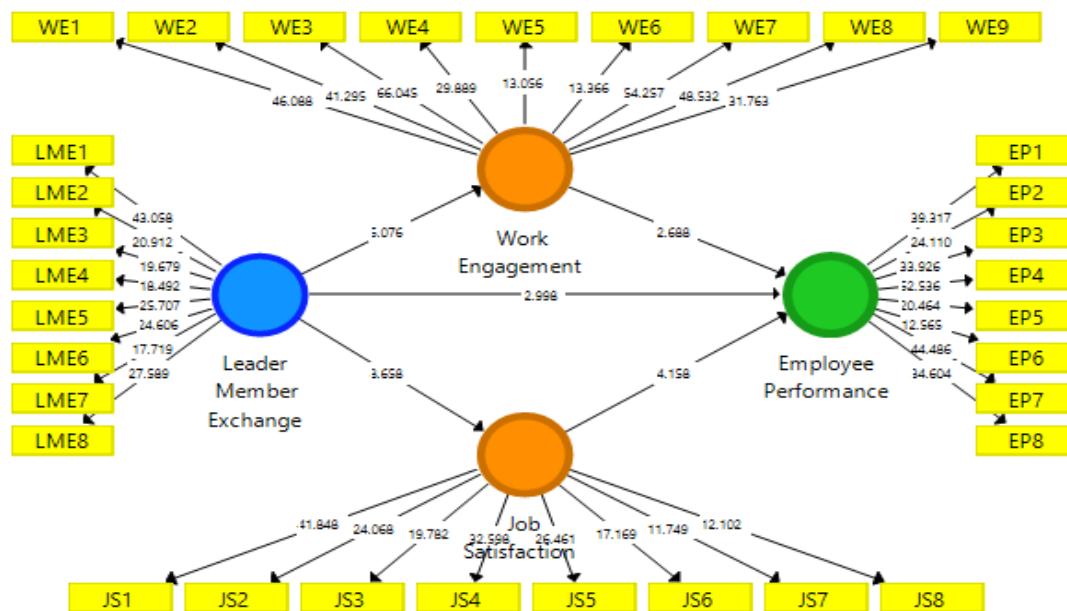 WE1 WE2 WE3 WE4 WE5 WE6 WE7 WE8 WE9
46.088 41.295 66.045 29.889 13.056 13.366 54.257 48.532 31.763
LME1
LME2
LME3
LME4
LME5
LME6
LME7
LME8
43.058
20.912
19.679
18.492
25.707
24.606
17.719
27.589
Leader
Member
Exchange
Work
Engagement
2.688
2.998
4.158
Employee
Performance
39.317
24.110
33.926
20.464
12.565
44.486
EP1
EP2
EP3
EP4
EP5
EP6
EP7
EP8
Job
Satisfaction
41.848 24.068 19.782 32.598 26.461 17.169 11.749 12.102
JS1 JS2 JS3 JS4 JS5 JS6 JS7 JS8